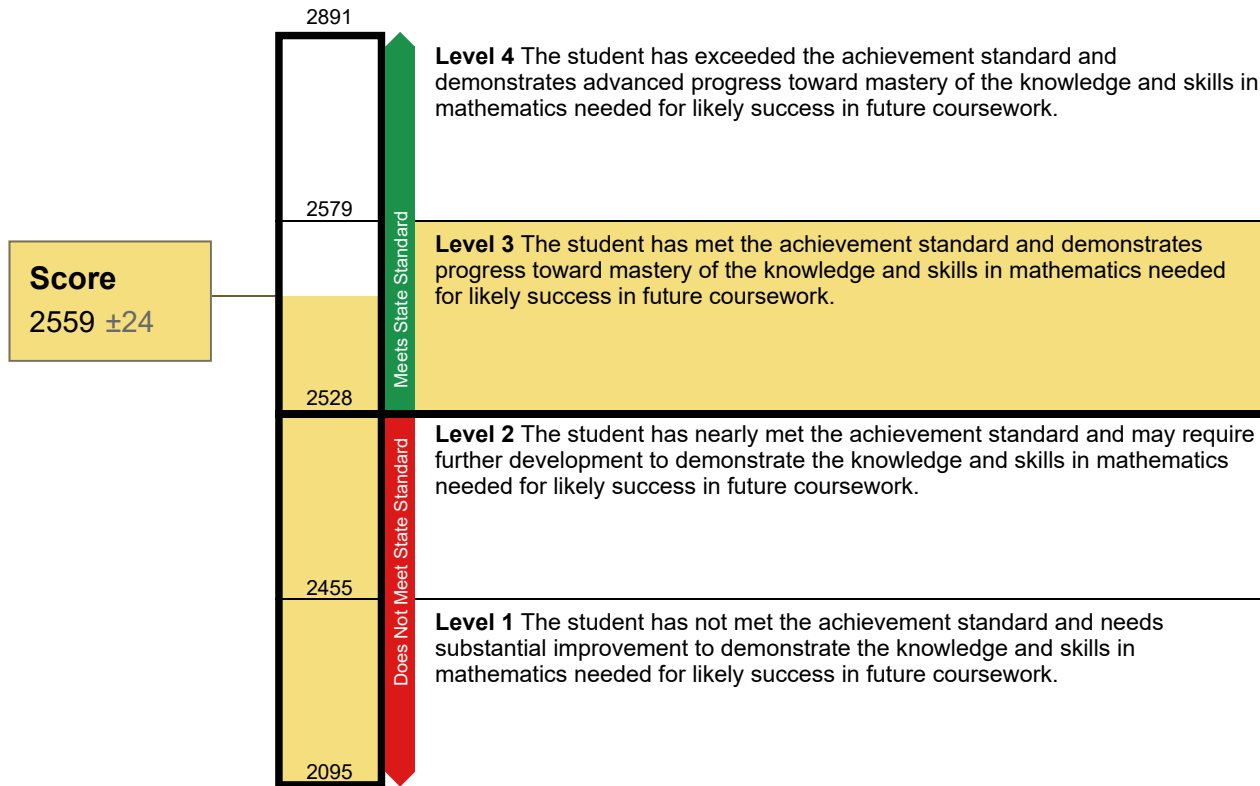 2891
Level 4 The student has exceeded the achievement standard and
demonstrates advanced progress toward mastery of the knowledge and skills in
mathematics needed for likely success in future coursework.
2579
Meets State Standard
Level 3 The student has met the achievement standard and demonstrates
progress toward mastery of the knowledge and skills in mathematics needed
for likely success in future coursework.
Score
2559 ±24
2528
Level 2 The student has nearly met the achievement standard and may require
further development to demonstrate the knowledge and skills in mathematics
needed for likely success in future coursework.
Does Not Meet State Standard
2455
Level 1 The student has not met the achievement standard and needs
substantial improvement to demonstrate the knowledge and skills in
mathematics needed for likely success in future coursework.
2095